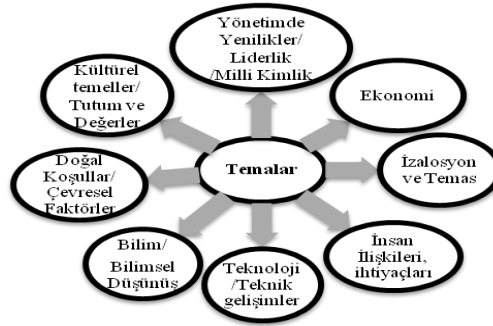 Yönetimde
Yenilikler/
Liderlik
/Milli Kimlik
Kültürel
temeller/
Tutum ve
Değerler
Ekonomi
Doğal
Koşullar/
Çevresel
Faktörler
Temalar
İzalosyon
ve Temas
Bilim/
Bilimsel
Düşünüş
Teknoloji
/Teknik
gelişimler
İnsan
İlişkileri,
ihtiyaçları